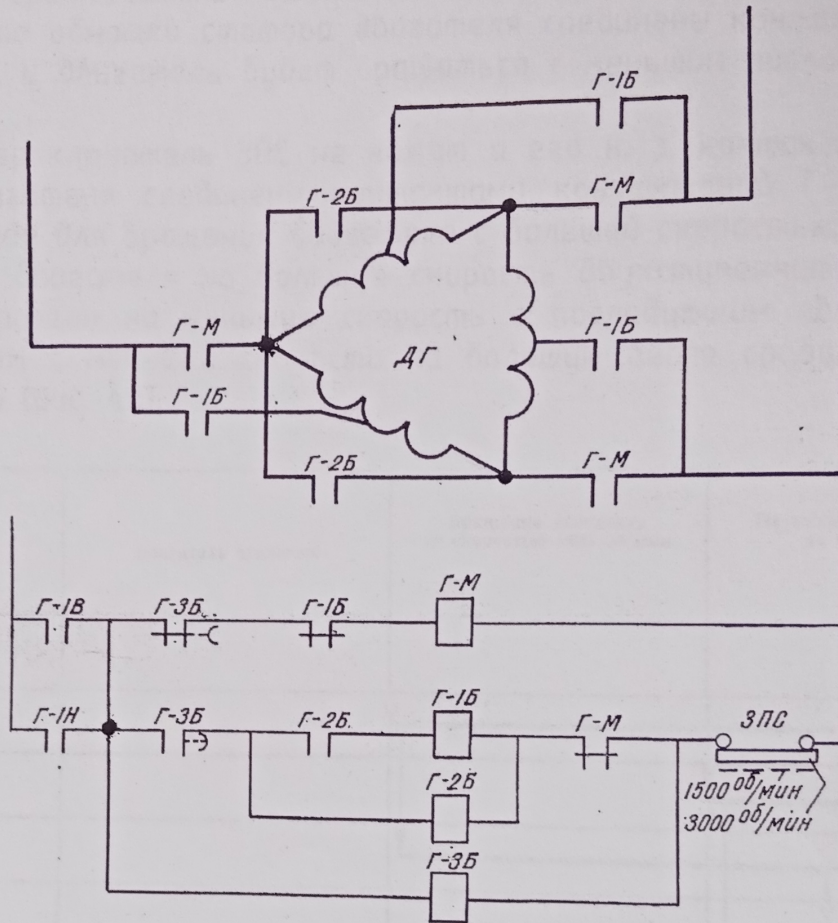 Г-1Б
Г-2Б
Г-М
Г-М
ДГ
Г-1Б
Г-1Б
Г-2Б
Г-М
Г-1В
Г-3Б
Г-1Б
Г-М
Г-1Н
Г-3Б
Г-2Б
Г-1Б
Г-М
ЗПС
Г-2Б
1500 об/мин
3000 об/мин
Г-3Б